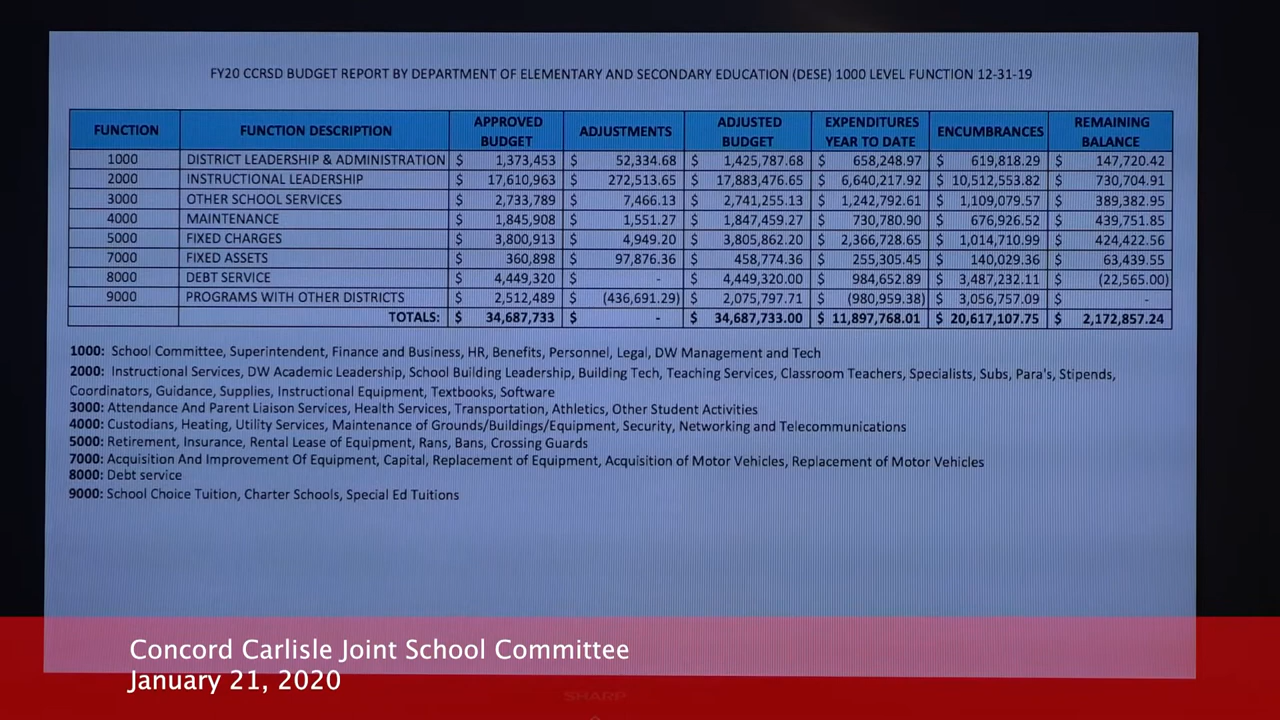 FY20 CCRSD BUDGET REPORT BY DEPARTMENT OF ELEMENTARY AND SECONDARY EDUCATION (DESE) 1000 LEVEL FUNCTION 12-31-19
FUNCTION FUNCTION DESCRIPTION APPROVED BUDGET ADJUSTMENTS ADJUSTED BUDGET EXPENDITURES YEAR TO DATE ENCUMBRANCES REMAINING BALANCE
1000 DISTRICT LEADERSHIP & ADMINISTRATION $ 1,373,453 $ 52,334.68 $ 1,425,787.68 $ 658,248.97 $ 619,818.29 $ 147,720.42
2000 INSTRUCTIONAL LEADERSHIP $ 17,610,963 $ 272,513.65 $ 17,883,476.65 $ 6,640,217.92 $ 10,512,553.82 $ 730,704.91
3000 OTHER SCHOOL SERVICES $ 2,733,789 $ 7,466.13 $ 2,741,255.13 $ 1,242,792.61 $ 1,109,079.57 $ 389,382.95
4000 MAINTENANCE $ 1,845,908 $ 1,551.27 $ 1,847,459.27 $ 730,780.90 $ 676,926.52 $ 439,751.85
5000 FIXED CHARGES $ 3,800,913 $ 4,949.20 $ 3,805,862.20 $ 2,366,728.65 $ 1,014,710.99 $ 424,422.56
7000 FIXED ASSETS $ 360,898 $ 97,876.36 $ 458,774.36 $ 255,305.45 $ 140,029.36 $ 63,439.55
8000 DEBT SERVICE $ 4,449,320 $ - $ 4,449,320.00 $ 984,652.89 $ 3,487,232.11 $ (22,565.00)
9000 PROGRAMS WITH OTHER DISTRICTS $ 2,512,489 $ (436,691.29) $ 2,075,797.71 $ (980,959.38) $ 3,056,757.09 $ -
TOTALS: $ 34,687,733 $ - $ 34,687,733.00 $ 11,897,768.01 $ 20,617,107.75 $ 2,172,857.24
1000: School Committee, Superintendent, Finance and Business, HR, Benefits, Personnel, Legal, DW Management and Tech
2000: Instructional Services, DW Academic Leadership, School Building Leadership, Building Tech, Teaching Services, Classroom Teachers, Specialists, Subs, Para's, Stipends,
Coordinators, Guidance, Supplies, Instructional Equipment, Textbooks, Software
3000: Attendance And Parent Liaison Services, Health Services, Transportation, Athletics, Other Student Activities
4000: Custodians, Heating, Utility Services, Maintenance of Grounds/Buildings/Equipment, Security, Networking and Telecommunications
5000: Retirement, Insurance, Rental Lease of Equipment, Rans, Bans, Crossing Guards
7000: Acquisition And Improvement Of Equipment, Capital, Replacement of Equipment, Acquisition of Motor Vehicles, Replacement of Motor Vehicles
8000: Debt service
9000: School Choice Tuition, Charter Schools, Special Ed Tuitions
Concord Carlisle Joint School Committee
January 21, 2020
SHARP